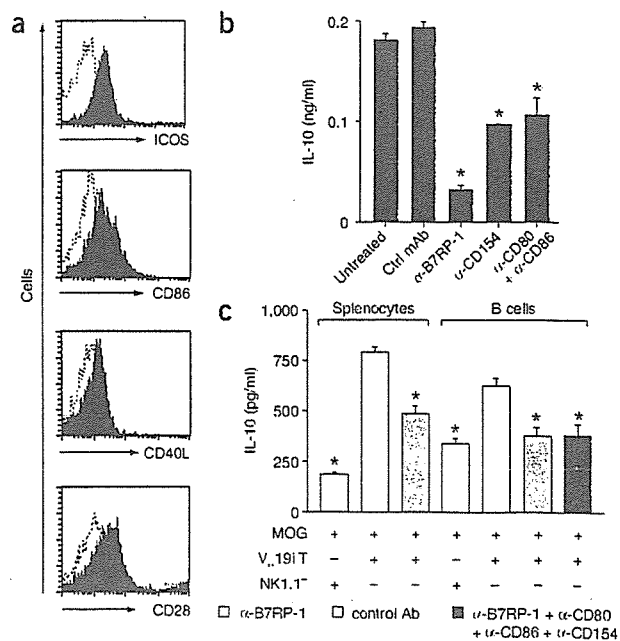 a
Cells
ICOS
CD86
CD40L
CD28
b
IL-10 (ng/ml)
0.2
0.1
0
Untreated
Ctrl mAb
α-B7RP-1
α-CD154
α-CD80
+ α-CD86
*
*
*
c
Splenocytes
B cells
IL-10 (pg/ml)
1,000
750
500
250
0
*
*
*
*
*
MOG + + + + + + +
Vα19i T − + + − + + +
NK1.1⁻ + − − + − − −
α-B7RP-1
control Ab
α-B7RP-1 + α-CD80
+ α-CD86 + α-CD154